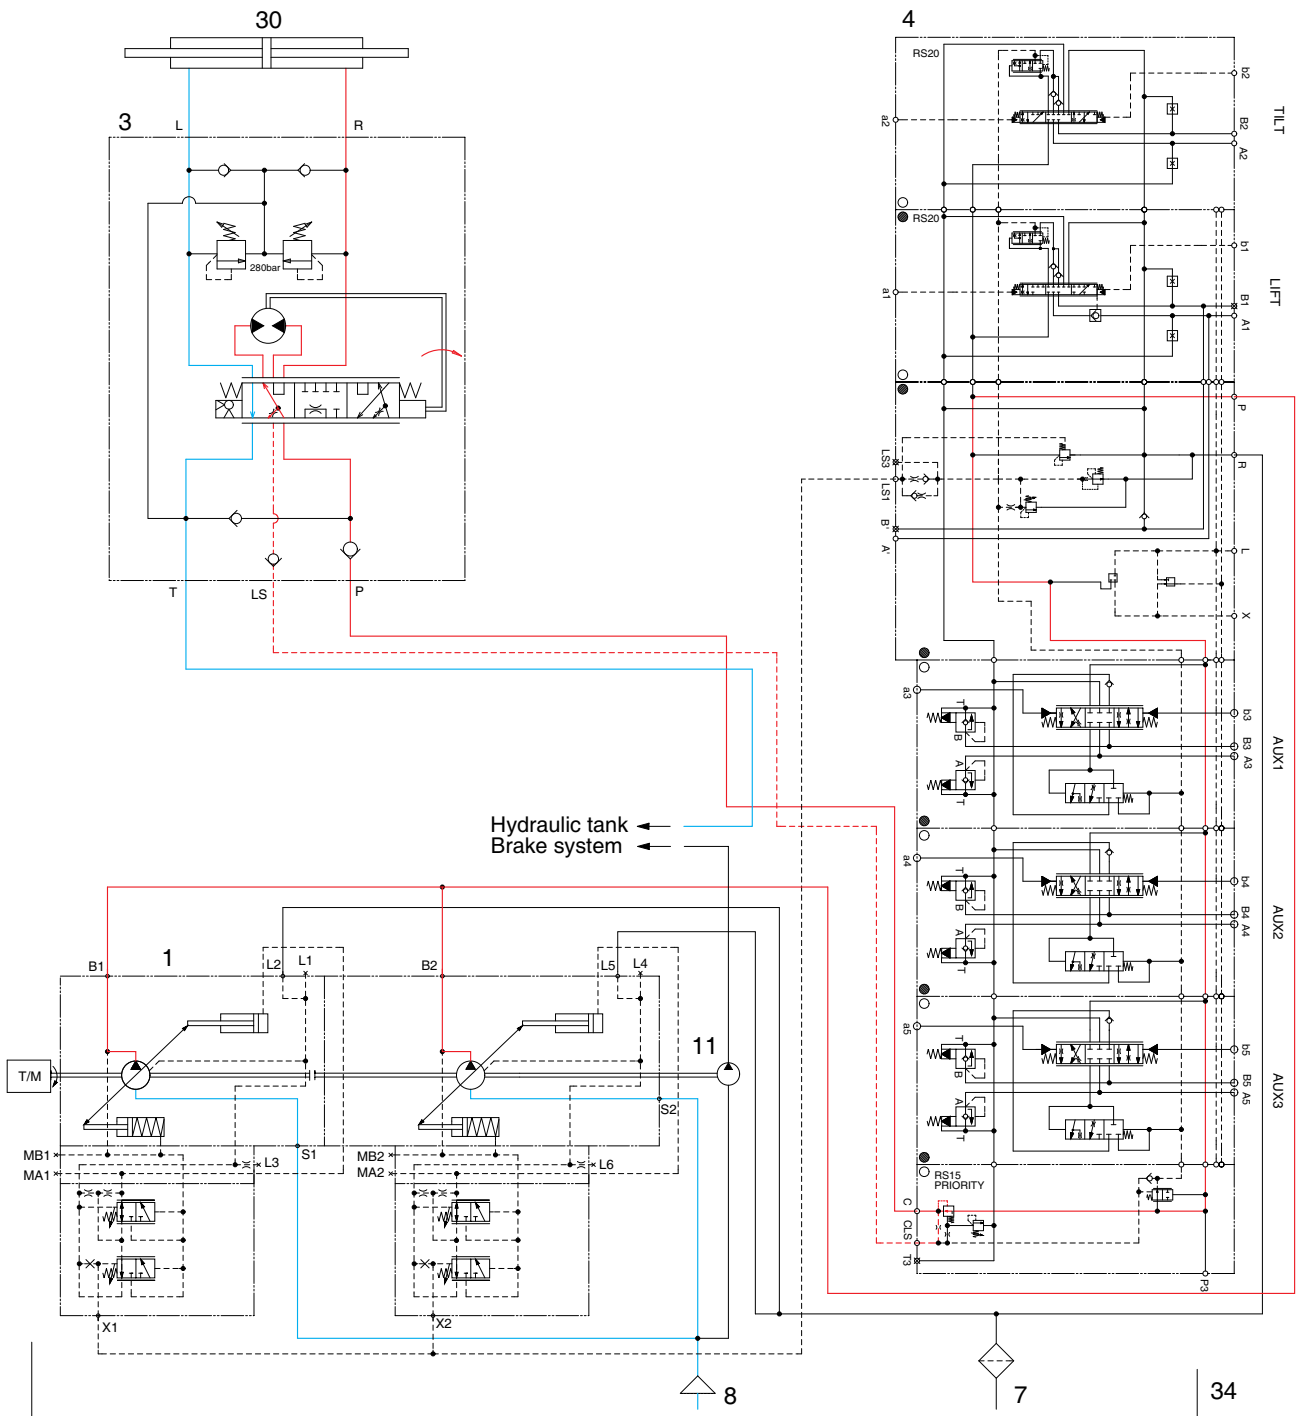 30
4
RS20
b2
TILT
a2
B2
A2
3
L
R
RS20
b1
LIFT
a1
B1
A1
280bar
P
LS3
LS1
R
B'
A'
L
X
T
LS
P
a3
T
B
A
T
b3
B3
A3
AUX1
Hydraulic tank
Brake system
a4
T
B
A
T
b4
B4
A4
AUX2
B1
1
L2
L1
B2
L5
L4
11
T/M
S2
S1
MB1
MA1
L3
MB2
MA2
L6
a5
T
B
A
T
b5
B5
A5
AUX3
RS15
PRIORITY
C
CLS
T3
P3
X1
X2
8
7
34